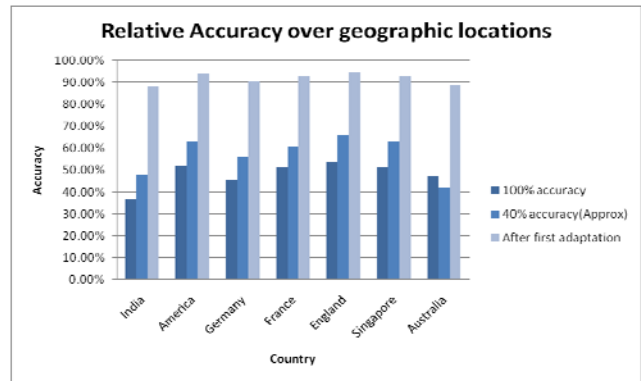 Relative Accuracy over geographic locations
100.00%
90.00%
80.00%
70.00%
60.00%
50.00%
40.00%
30.00%
20.00%
10.00%
0.00%
Accuracy
India
America
Germany
France
England
Singapore
Australia
Country
100% accuracy
40% accuracy(Approx)
After first adaptation